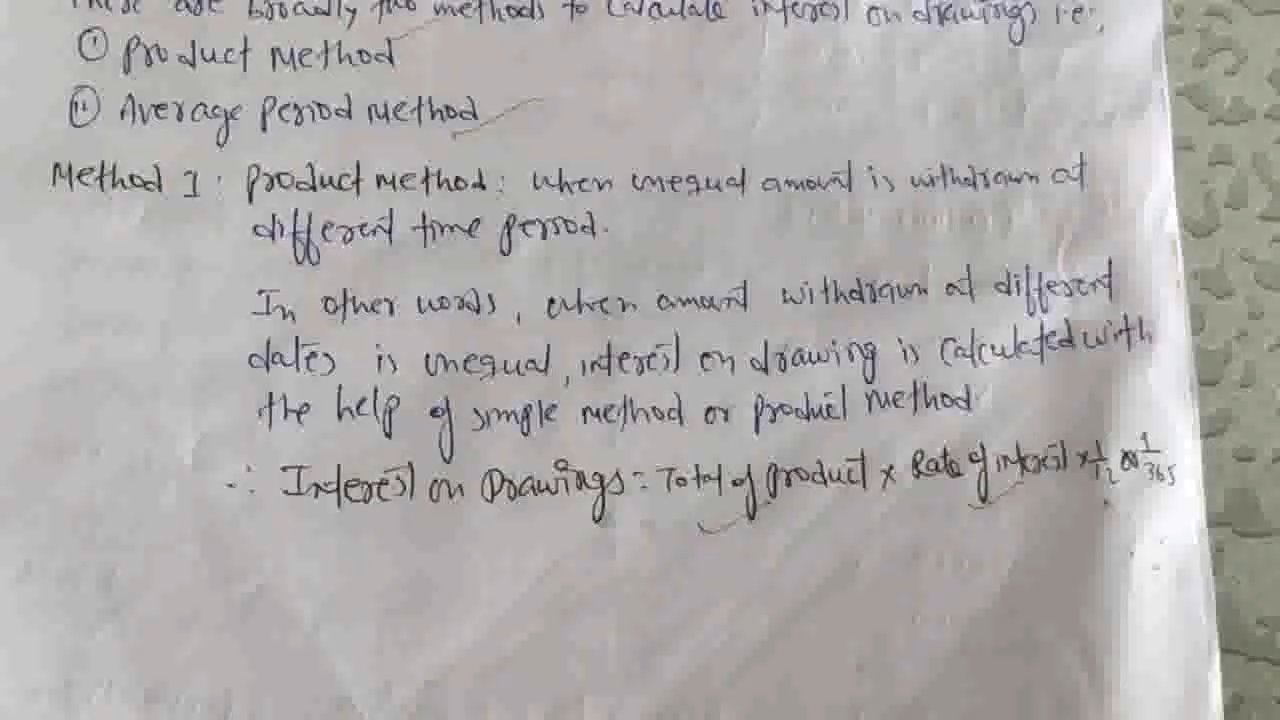 These are broadly two methods to calculate interest on drawings i.e.,
(i) Product Method
(ii) Average Period Method
Method 1: Product method: when unequal amount is withdrawn at
different time period.
In other words, when amount withdrawn at different
dates is unequal, interest on drawing is calculated with
the help of simple method or product method.
∴ Interest on Drawings = Total of product × Rate of interest × 1/12 or 1/365